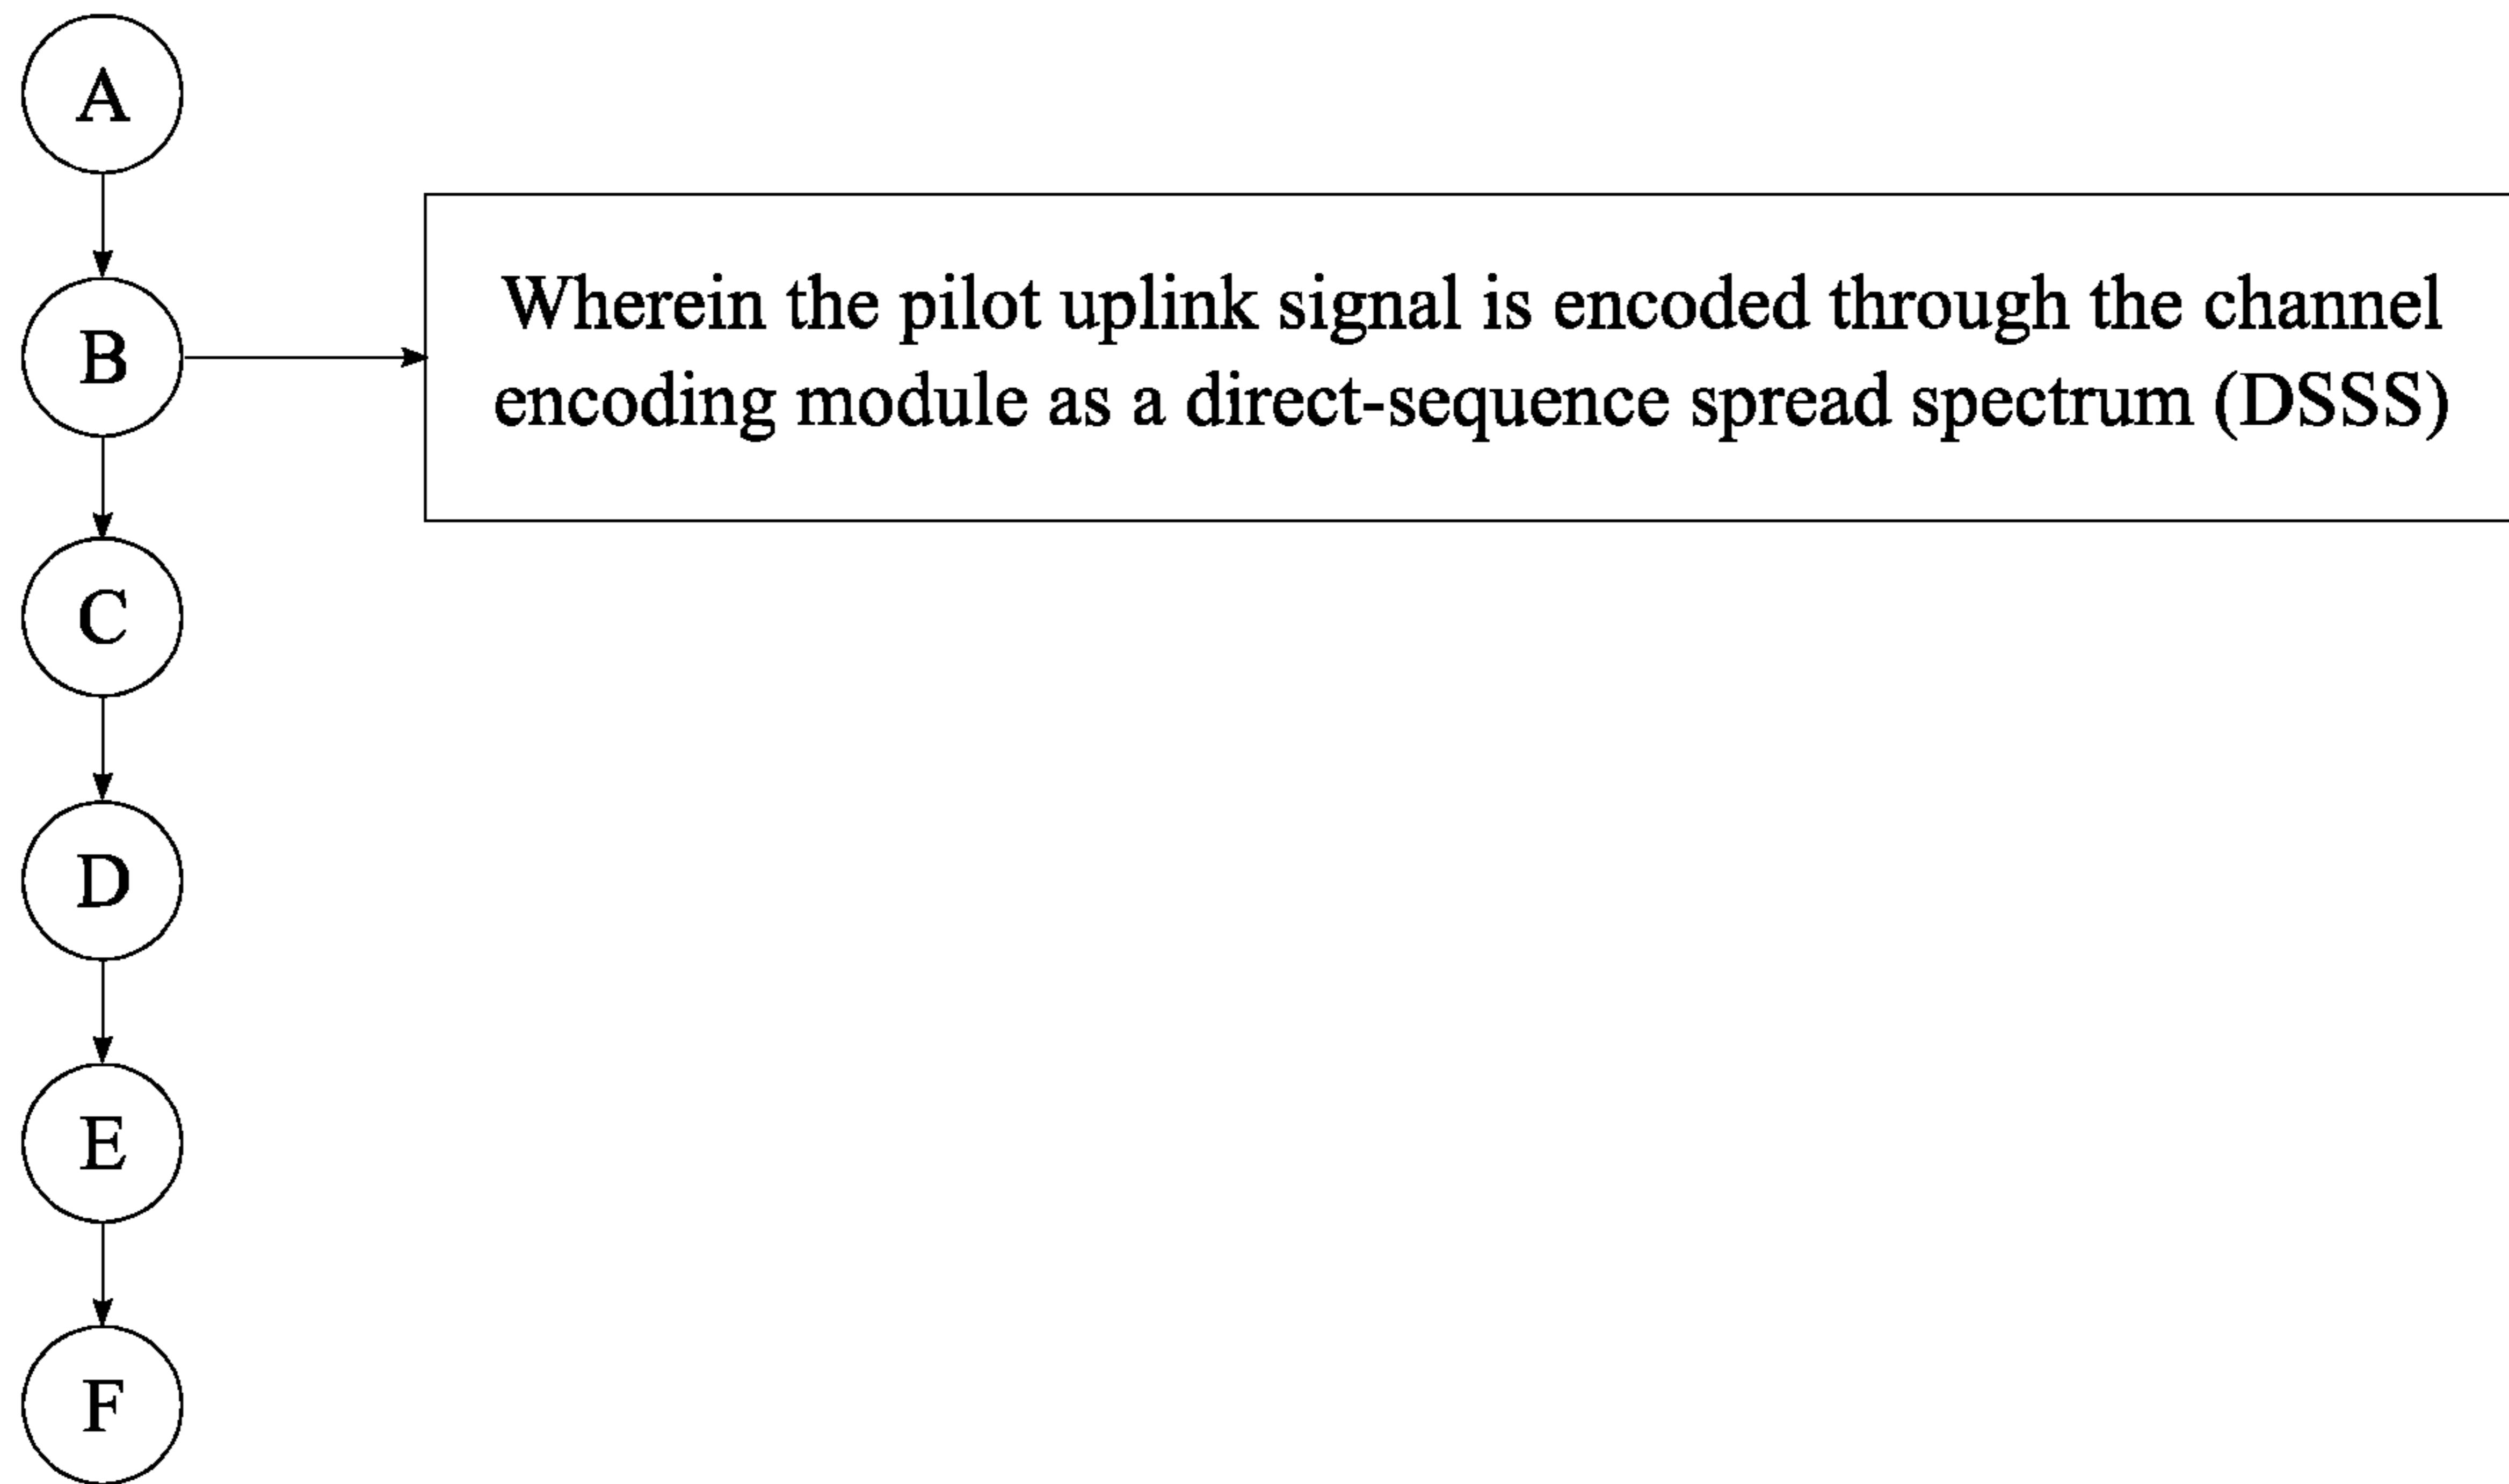 A
B
Wherein the pilot uplink signal is encoded through the channel
encoding module as a direct-sequence spread spectrum (DSSS)
C
D
E
F